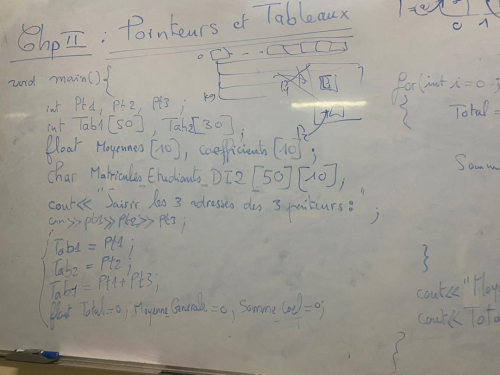 Chp II : Pointeurs et Tableaux
void main(){
int Pt1, Pt2, Pt3 ;
int Tab1[50] , Tab2[30] ;
float Moyennes[10], coefficients[10] ;
char Matricules_Etudiants_DI2[50][10],
cout<< "Saisir les 3 adresses des 3 pointeurs : " ;
cin >> pt1>> Pt2>> Pt3 ;
Tab1 = Pt1 ;
Tab2 = Pt2 ;
Tab1 = Pt1 + Pt3 ;
float Total=0, MoyenneGenerale=0, Somme_Coef=0;
0 1
for(int i=0;
{ Total =
Somm
}
cout<< "Moy
cout<< Tota
}